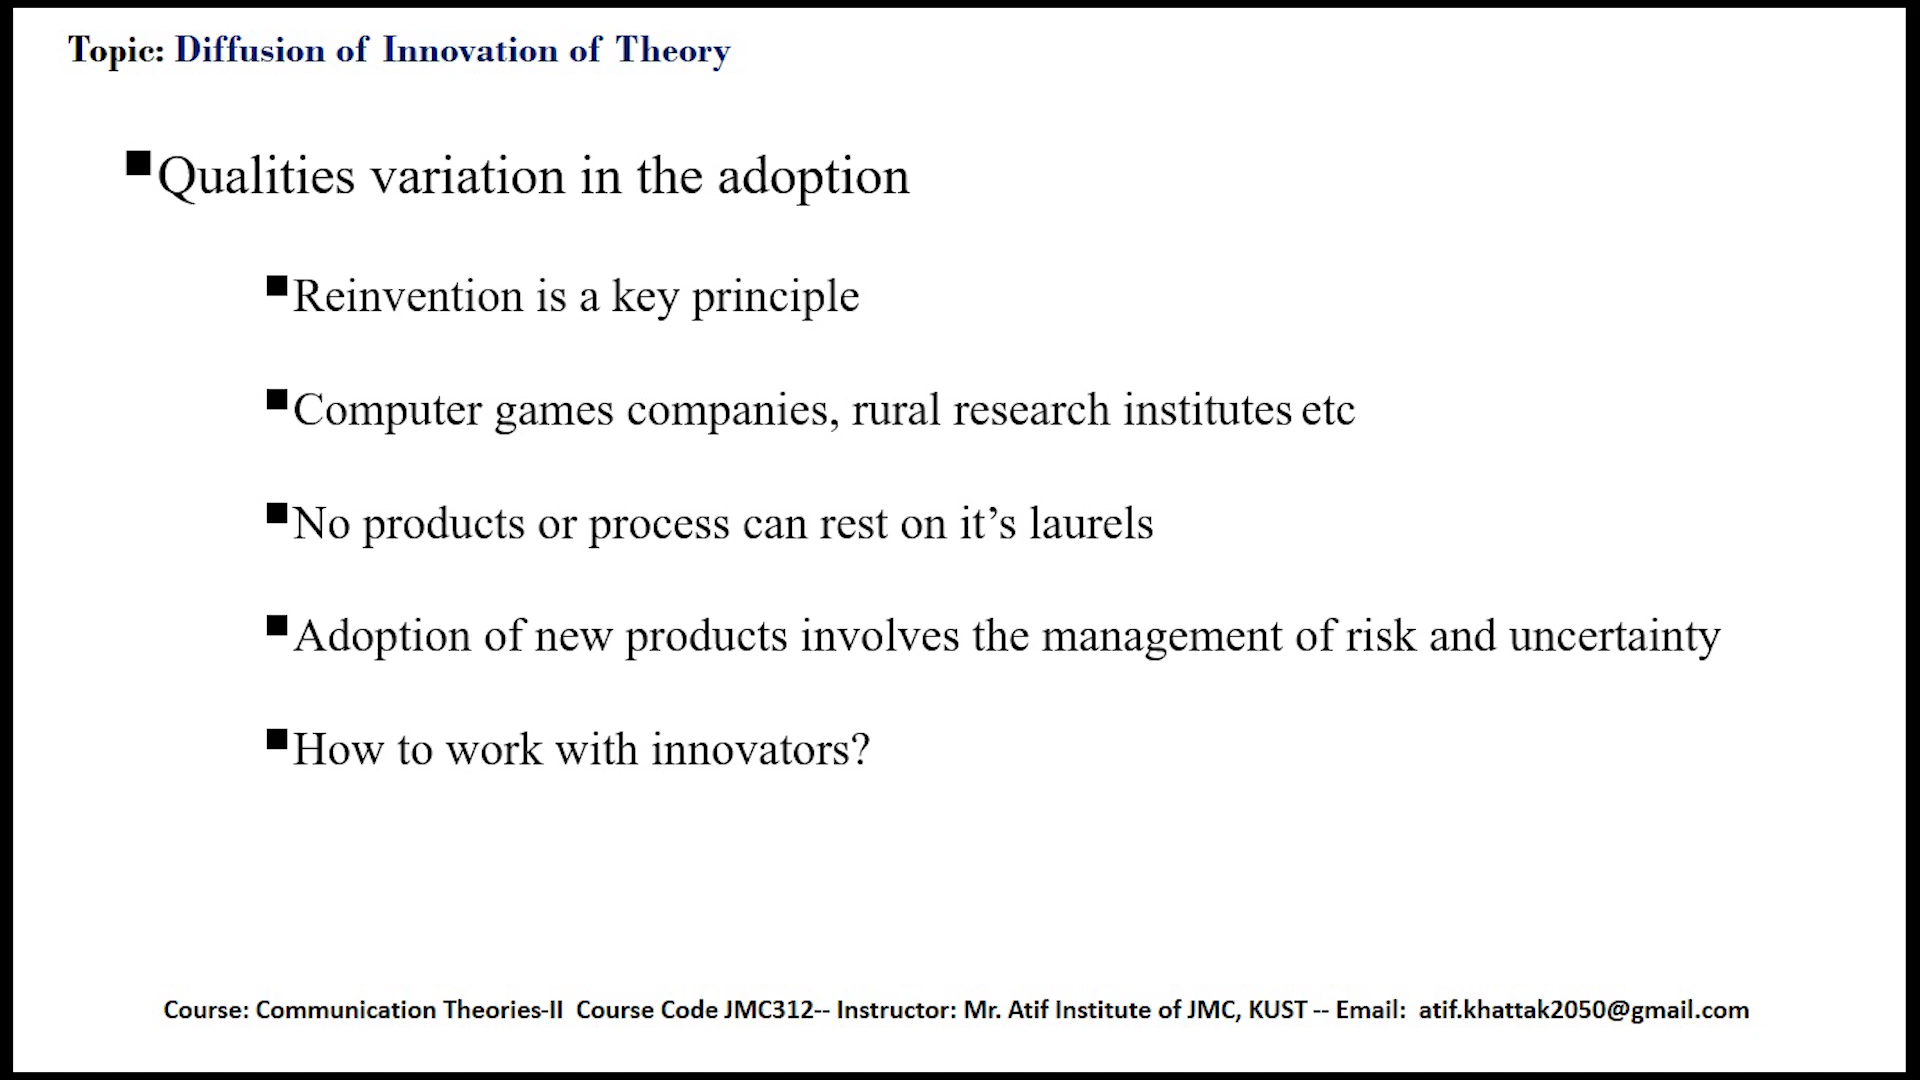 Topic: Diffusion of Innovation of Theory
Qualities variation in the adoption
Reinvention is a key principle
Computer games companies, rural research institutes etc
No products or process can rest on it’s laurels
Adoption of new products involves the management of risk and uncertainty
How to work with innovators?
Course: Communication Theories-II Course Code JMC312-- Instructor: Mr. Atif Institute of JMC, KUST -- Email: atif.khattak2050@gmail.com